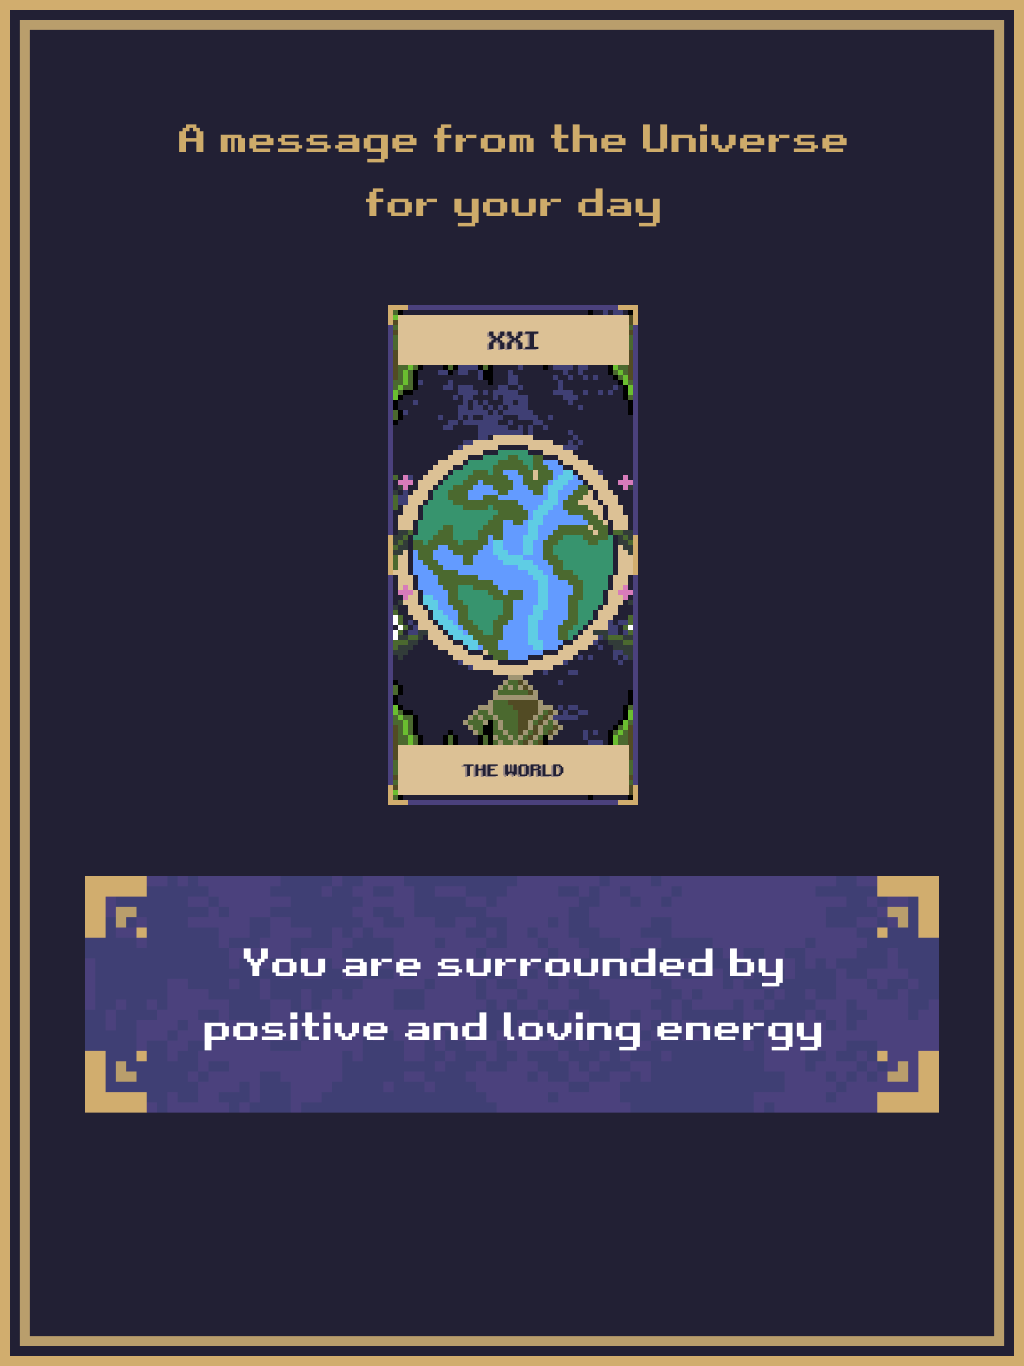 A message from the Universe
for your day
XXI
THE WORLD
You are surrounded by
positive and loving energy